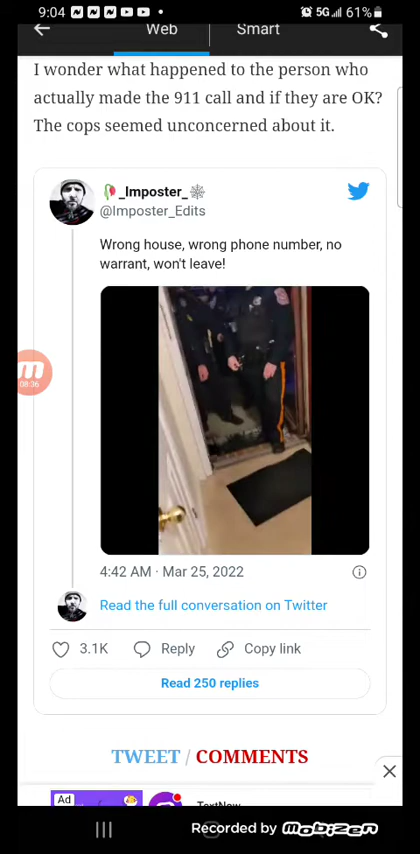 9:04
5G
61%
Web
Smart
I wonder what happened to the person who
actually made the 911 call and if they are OK?
The cops seemed unconcerned about it.
_Imposter_
@Imposter_Edits
Wrong house, wrong phone number, no
warrant, won't leave!
08:36
4:42 AM · Mar 25, 2022
Read the full conversation on Twitter
3.1K
Reply
Copy link
Read 250 replies
TWEET / COMMENTS
Ad
TextNow
Recorded by mobizen